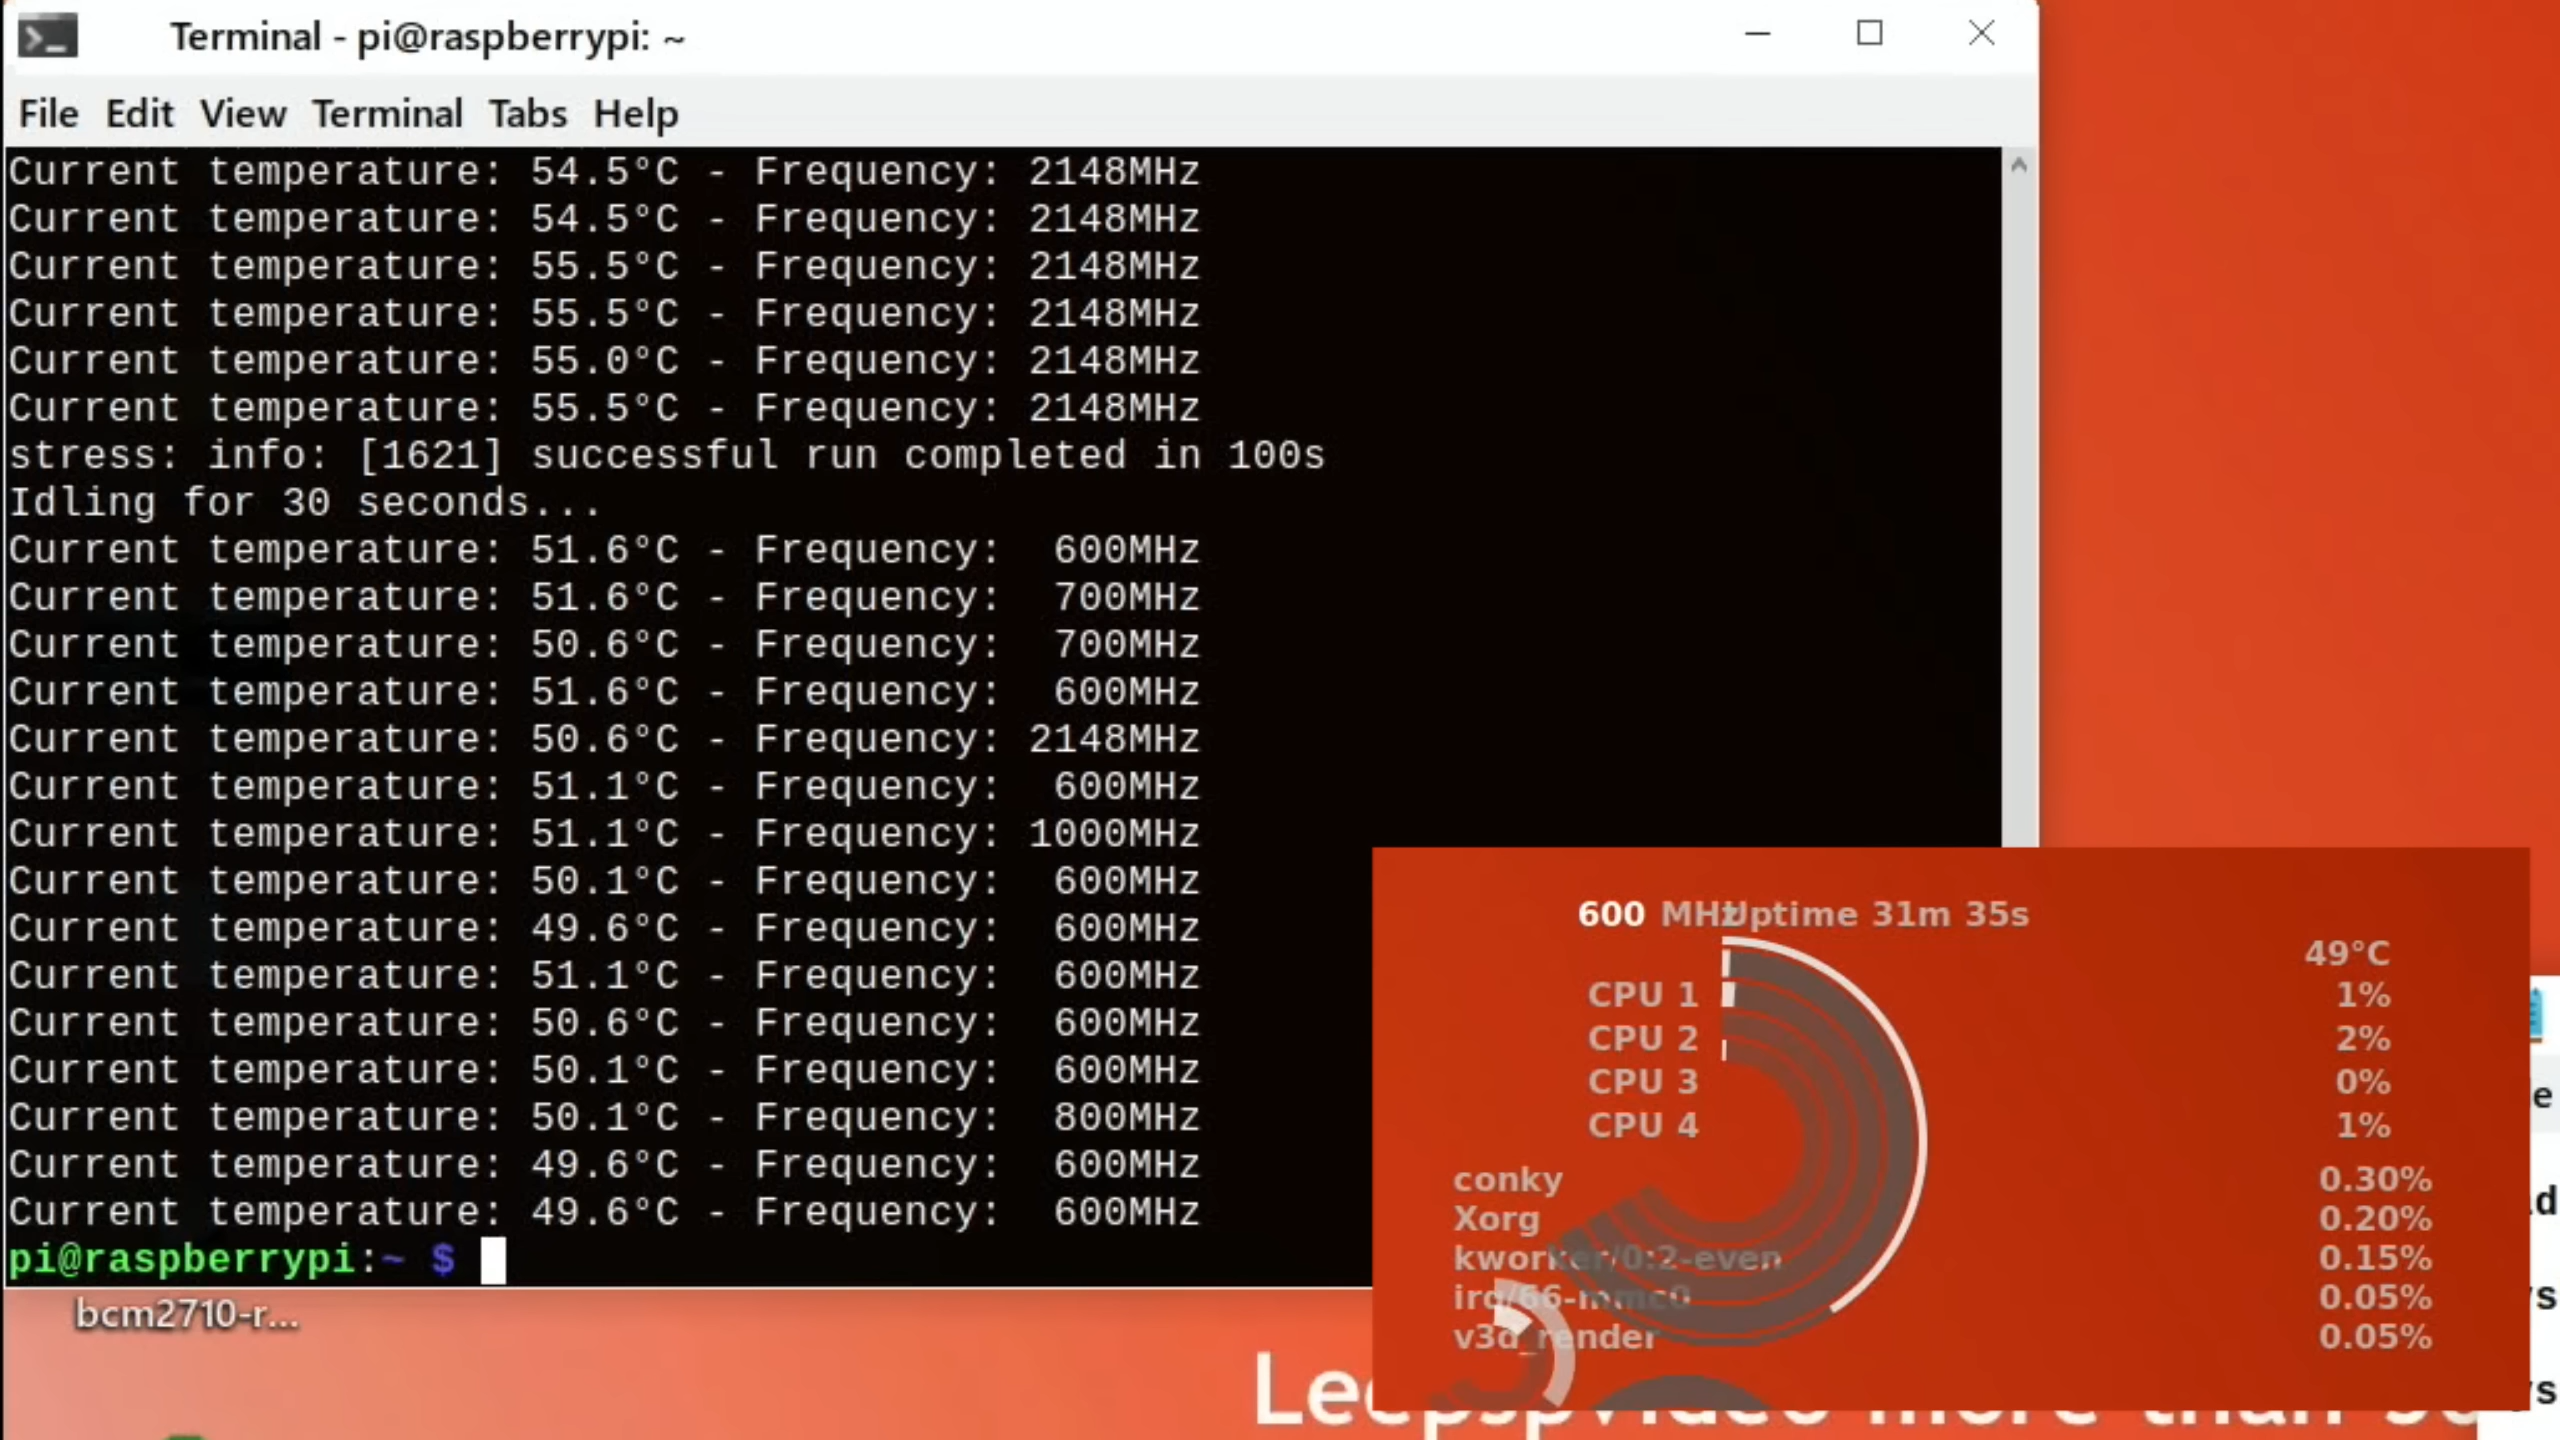 Terminal - pi@raspberrypi: ~
File Edit View Terminal Tabs Help
Current temperature: 54.5°C - Frequency: 2148MHz
Current temperature: 54.5°C - Frequency: 2148MHz
Current temperature: 55.5°C - Frequency: 2148MHz
Current temperature: 55.5°C - Frequency: 2148MHz
Current temperature: 55.0°C - Frequency: 2148MHz
Current temperature: 55.5°C - Frequency: 2148MHz
stress: info: [1621] successful run completed in 100s
Idling for 30 seconds...
Current temperature: 51.6°C - Frequency:  600MHz
Current temperature: 51.6°C - Frequency:  700MHz
Current temperature: 50.6°C - Frequency:  700MHz
Current temperature: 51.6°C - Frequency:  600MHz
Current temperature: 50.6°C - Frequency: 2148MHz
Current temperature: 51.1°C - Frequency:  600MHz
Current temperature: 51.1°C - Frequency: 1000MHz
Current temperature: 50.1°C - Frequency:  600MHz
Current temperature: 49.6°C - Frequency:  600MHz
Current temperature: 51.1°C - Frequency:  600MHz
Current temperature: 50.6°C - Frequency:  600MHz
Current temperature: 50.1°C - Frequency:  600MHz
Current temperature: 50.1°C - Frequency:  800MHz
Current temperature: 49.6°C - Frequency:  600MHz
Current temperature: 49.6°C - Frequency:  600MHz
pi@raspberrypi:~ $
bcm2710-r...
600 MHz Uptime 31m 35s
49°C
CPU 1 1%
CPU 2 2%
CPU 3 0%
CPU 4 1%
conky 0.30%
Xorg 0.20%
kworker/0:2-even 0.15%
irq/66-mmc0 0.05%
v3d_render 0.05%
more than